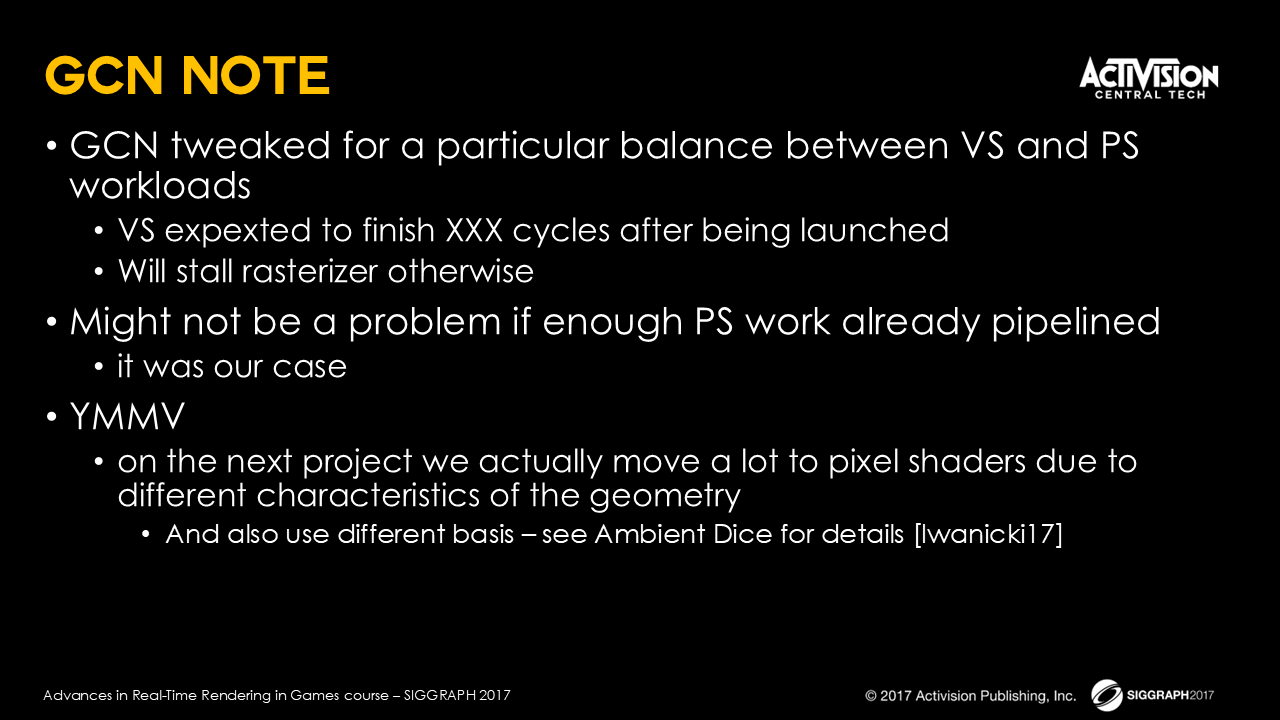 GCN NOTE
ACTIVISION
CENTRAL TECH
• GCN tweaked for a particular balance between VS and PS
workloads
• VS expexted to finish XXX cycles after being launched
• Will stall rasterizer otherwise
• Might not be a problem if enough PS work already pipelined
• it was our case
• YMMV
• on the next project we actually move a lot to pixel shaders due to
different characteristics of the geometry
• And also use different basis – see Ambient Dice for details [Iwanicki17]
Advances in Real-Time Rendering in Games course – SIGGRAPH 2017
© 2017 Activision Publishing, Inc.
SIGGRAPH2017